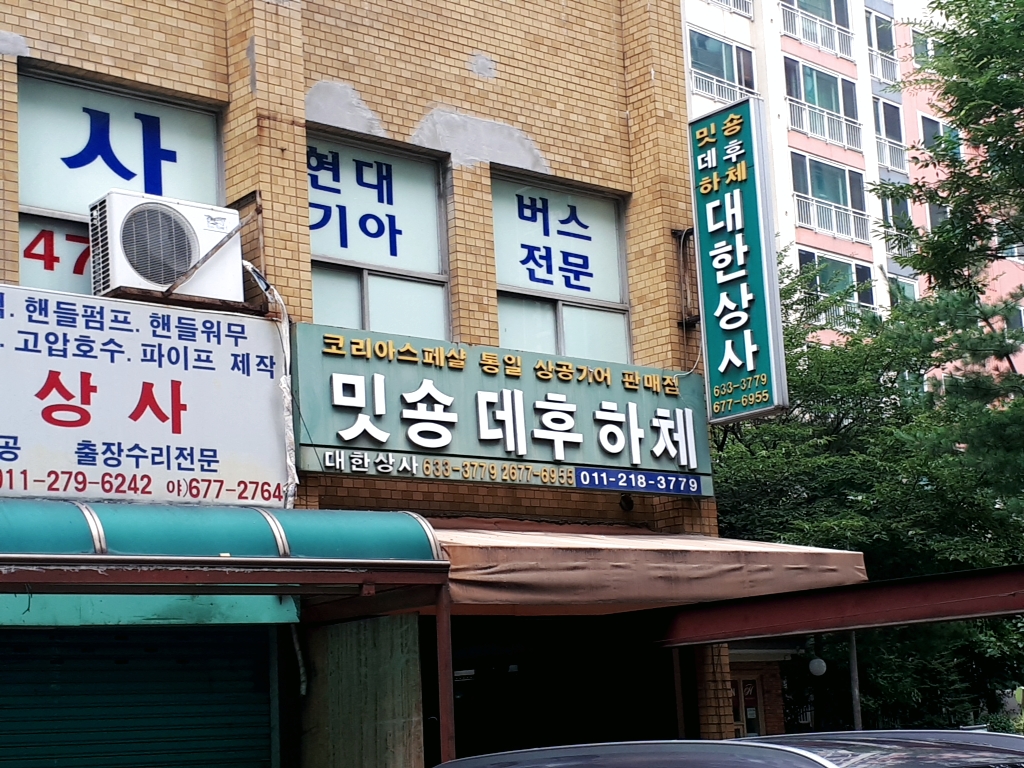 사
47
현대
기아
버스
전문
핸들펌프. 핸들워무
고압호수. 파이프 제작
상사
출장수리전문
011-279-6242 야)677-2764
코리아스페샬 통일 상공기어 판매점
밋숀 데후 하체
대한상사 633-3779 2677-6955 011-218-3779
밋숀
데후
하체
대한상사
633-3779
677-6955